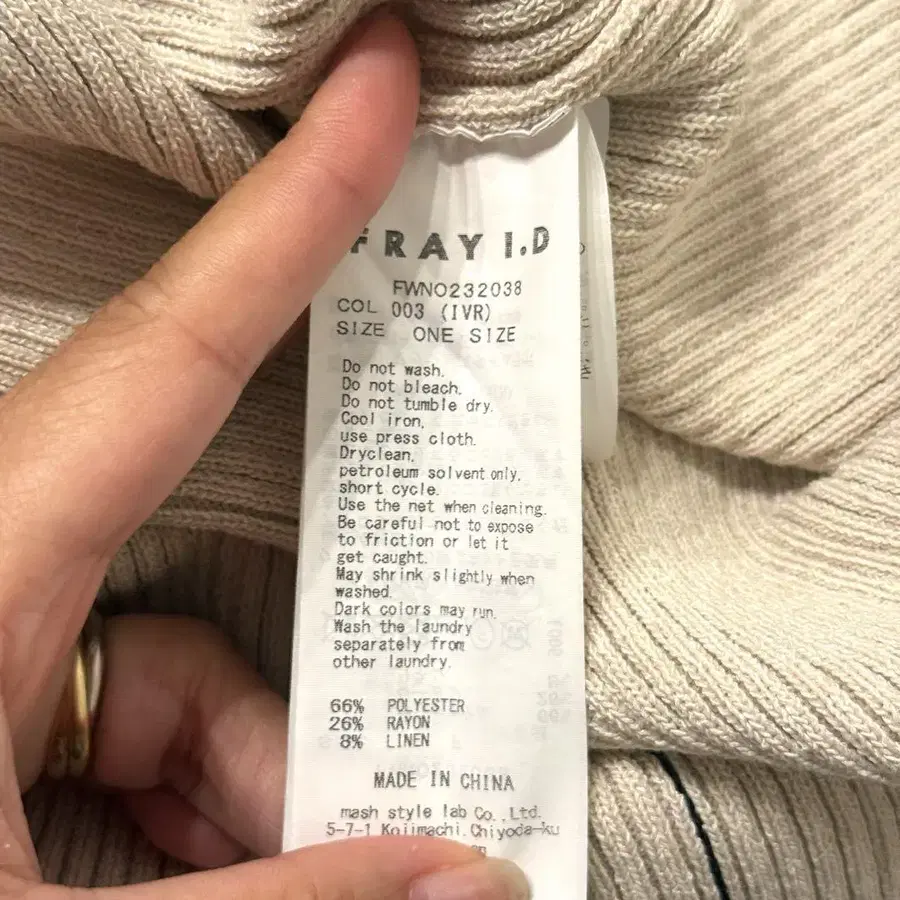 FRAY I.D
FWNO232038
COL 003 (IVR)
SIZE ONE SIZE
Do not wash.
Do not bleach.
Do not tumble dry.
Cool iron,
use press cloth.
Dryclean,
petroleum solvent only,
short cycle.
Use the net when cleaning.
Be careful not to expose
to friction or let it
get caught.
May shrink slightly when
washed.
Dark colors may run.
Wash the laundry
separately from
other laundry.
66% POLYESTER
26% RAYON
8% LINEN
MADE IN CHINA
mash style lab Co.,Ltd.
5-7-1 Kojimachi, Chiyoda-ku